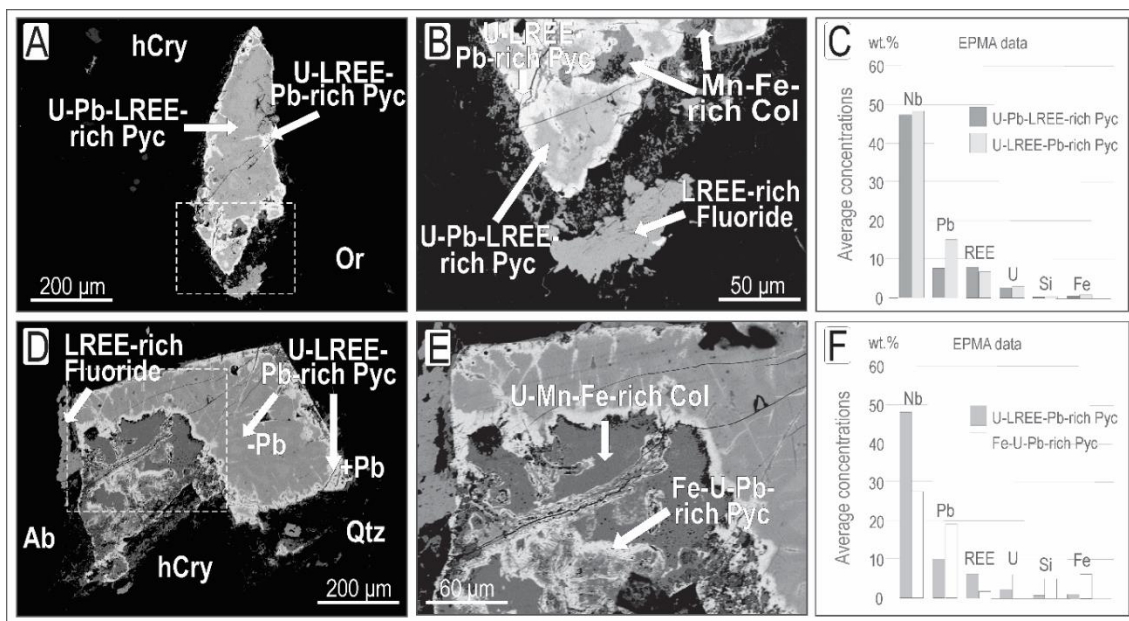 A
hCry
U-LREE-
Pb-rich Pyc
U-Pb-LREE-
rich Pyc
Or
200 µm
B
U-LREE-
Pb-rich Pyc
Mn-Fe-
rich Col
LREE-rich
Fluoride
U-Pb-LREE-
rich Pyc
50 µm
C
wt.%
EPMA data
Average concentrations
60
50
40
30
20
10
0
Nb
Pb
REE
U
Si
Fe
U-Pb-LREE-rich Pyc
U-LREE-Pb-rich Pyc
D
LREE-rich
Fluoride
U-LREE-
Pb-rich Pyc
-Pb
+Pb
Ab
Qtz
hCry
200 µm
E
U-Mn-Fe-rich Col
Fe-U-Pb-
rich Pyc
60 µm
F
wt.%
EPMA data
Average concentrations
60
50
40
30
20
10
0
Nb
Pb
REE
U
Si
Fe
U-LREE-Pb-rich Pyc
Fe-U-Pb-rich Pyc